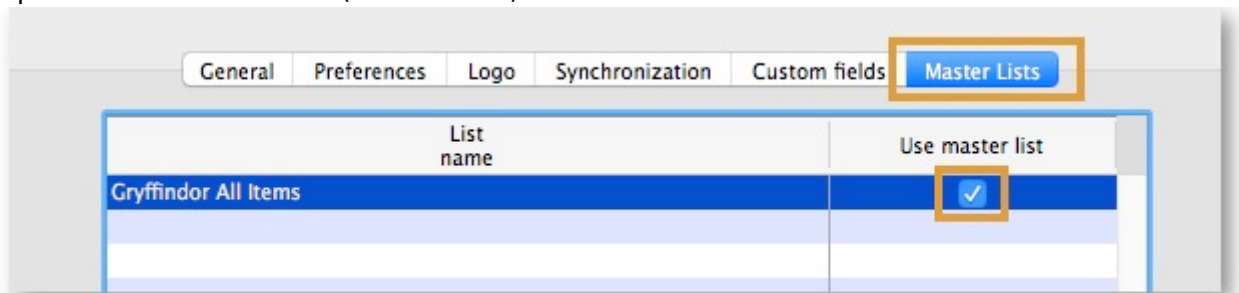 General Preferences Logo Synchronization Custom fields Master Lists
List
name
Use master list
Gryffindor All Items